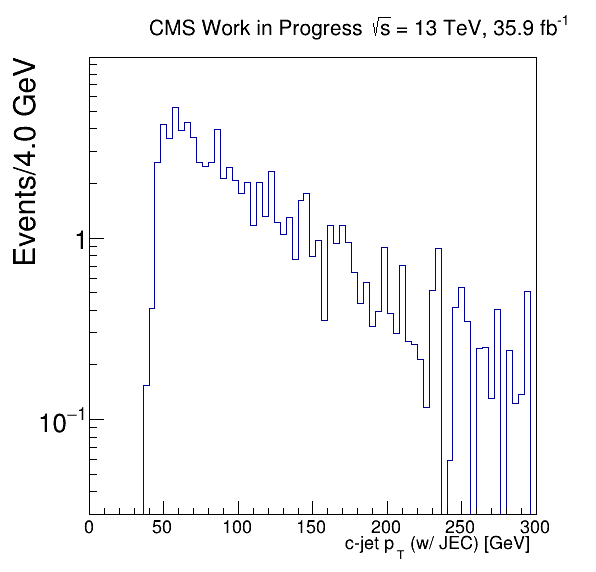 CMS Work in Progress √s = 13 TeV, 35.9 fb⁻¹
Events/4.0 GeV
1
10⁻¹
0 50 100 150 200 250 300
c-jet p_T (w/ JEC) [GeV]